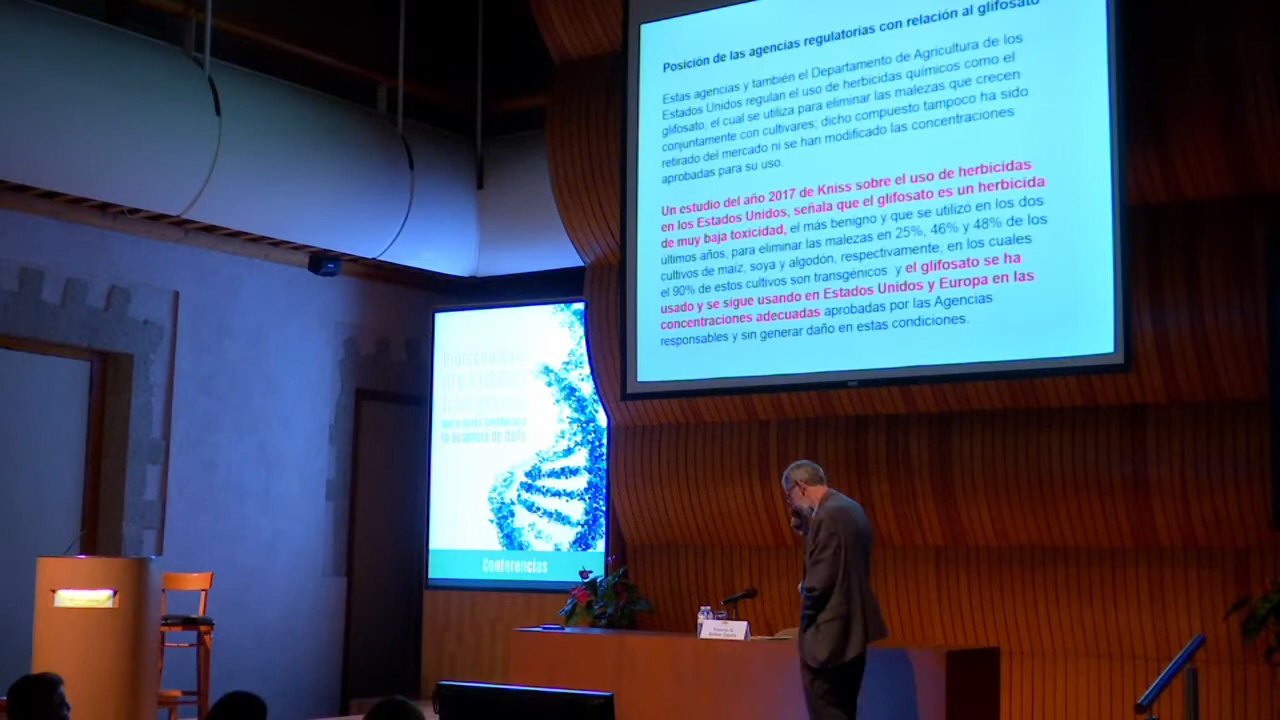 Posición de las agencias regulatorias con relación al glifosato
Estas agencias y también el Departamento de Agricultura de los
Estados Unidos regulan el uso de herbicidas químicos como el
glifosato, el cual se utiliza para eliminar las malezas que crecen
conjuntamente con cultivares; dicho compuesto tampoco ha sido
retirado del mercado ni se han modificado las concentraciones
aprobadas para su uso.
Un estudio del año 2017 de Kniss sobre el uso de herbicidas
en los Estados Unidos, señala que el glifosato es un herbicida
de muy baja toxicidad, el más benigno y que se utilizó en los dos
últimos años, para eliminar las malezas en 25%, 46% y 48% de los
cultivos de maíz, soya y algodón, respectivamente, en los cuales
el 90% de estos cultivos son transgénicos y el glifosato se ha
usado y se sigue usando en Estados Unidos y Europa en las
concentraciones adecuadas aprobadas por las Agencias
responsables y sin generar daño en estas condiciones.
la ausencia de daño
Conferencias